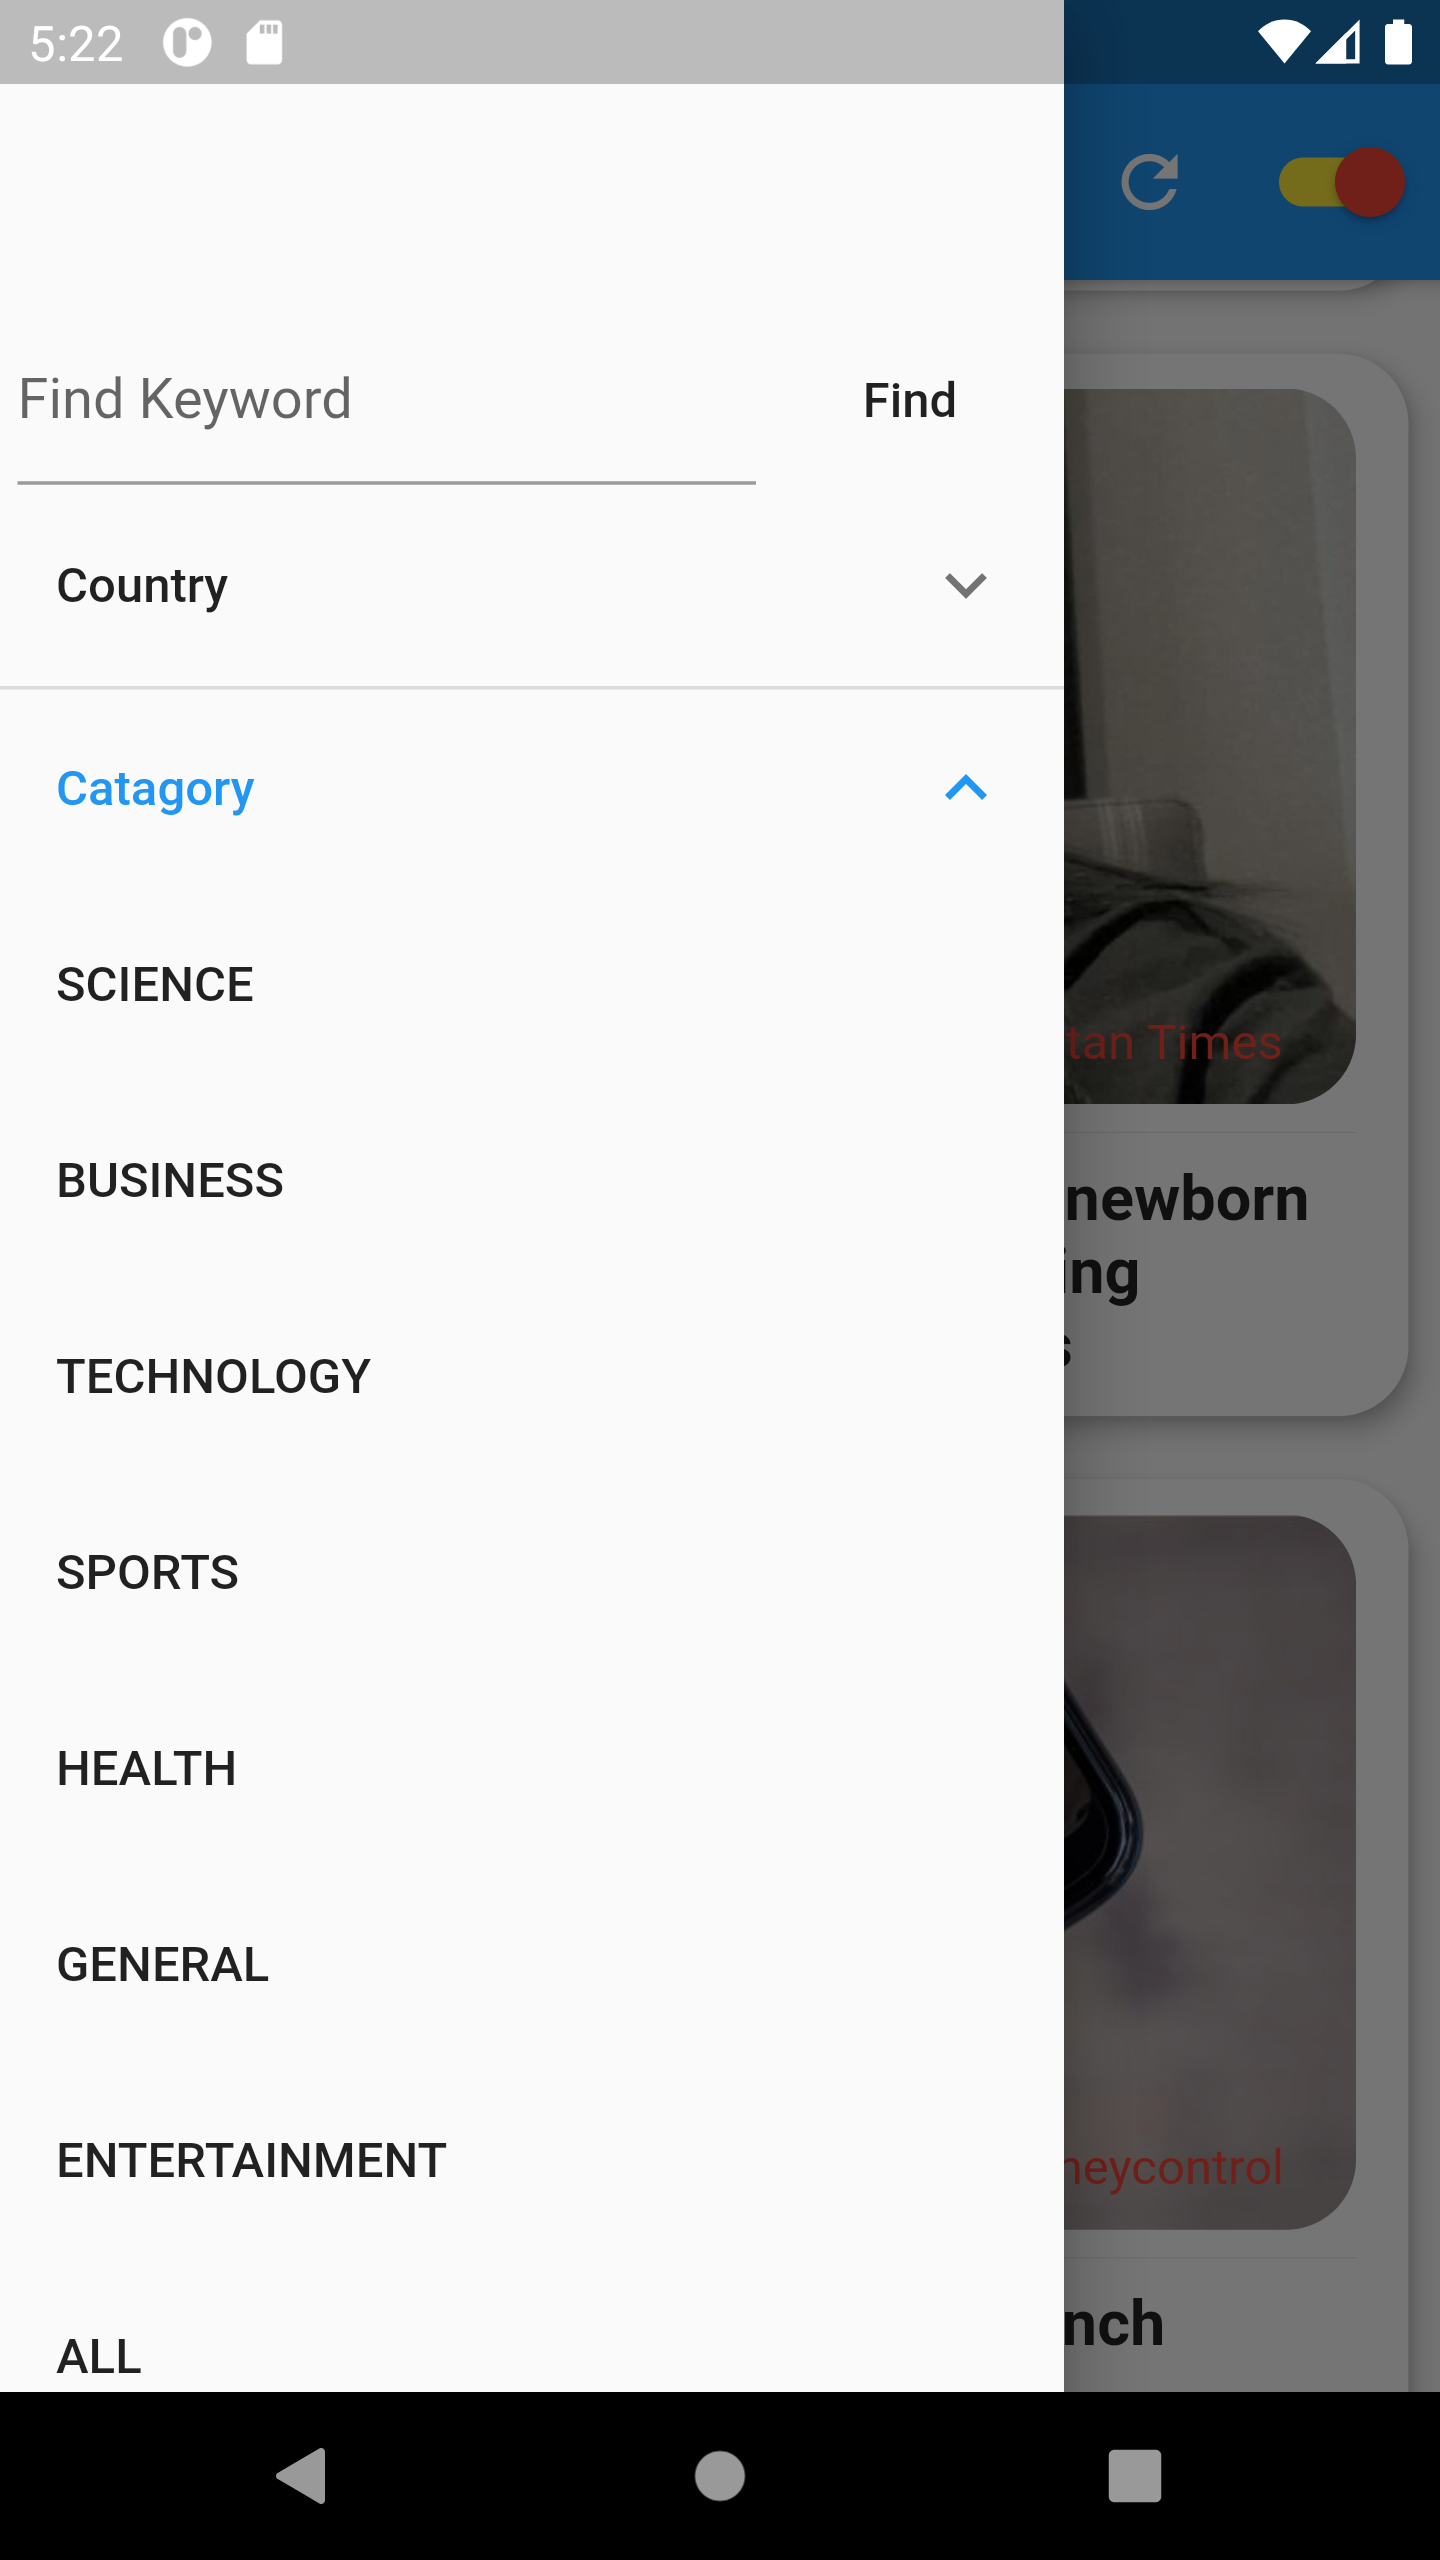 5:22
Find Keyword
Find
Country
Catagory
SCIENCE
BUSINESS
TECHNOLOGY
SPORTS
HEALTH
GENERAL
ENTERTAINMENT
ALL
tan Times
newborn
ing
s
neycontrol
nch